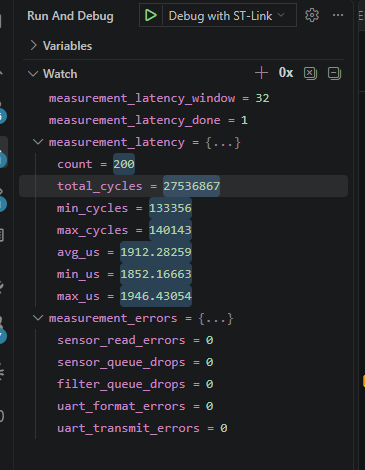 Run And Debug Debug with ST-Link
Variables
Watch
measurement_latency_window = 32
measurement_latency_done = 1
measurement_latency = {...}
count = 200
total_cycles = 27536867
min_cycles = 133356
max_cycles = 140143
avg_us = 1912.28259
min_us = 1852.16663
max_us = 1946.43054
measurement_errors = {...}
sensor_read_errors = 0
sensor_queue_drops = 0
filter_queue_drops = 0
uart_format_errors = 0
uart_transmit_errors = 0